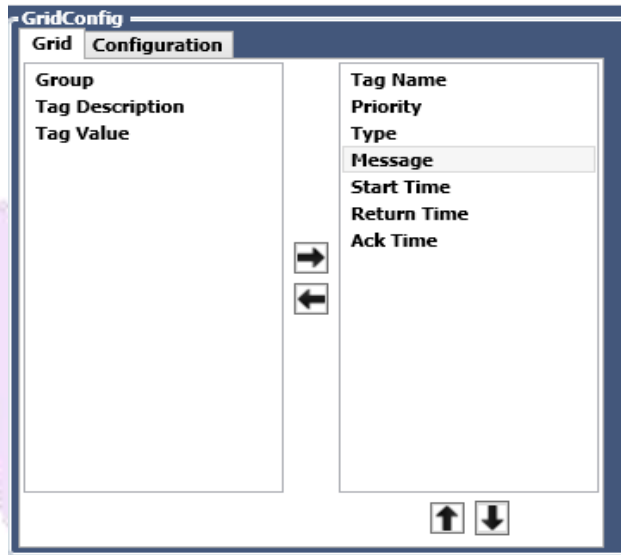 GridConfig
Grid
Configuration
Group
Tag Description
Tag Value
Tag Name
Priority
Type
Message
Start Time
Return Time
Ack Time